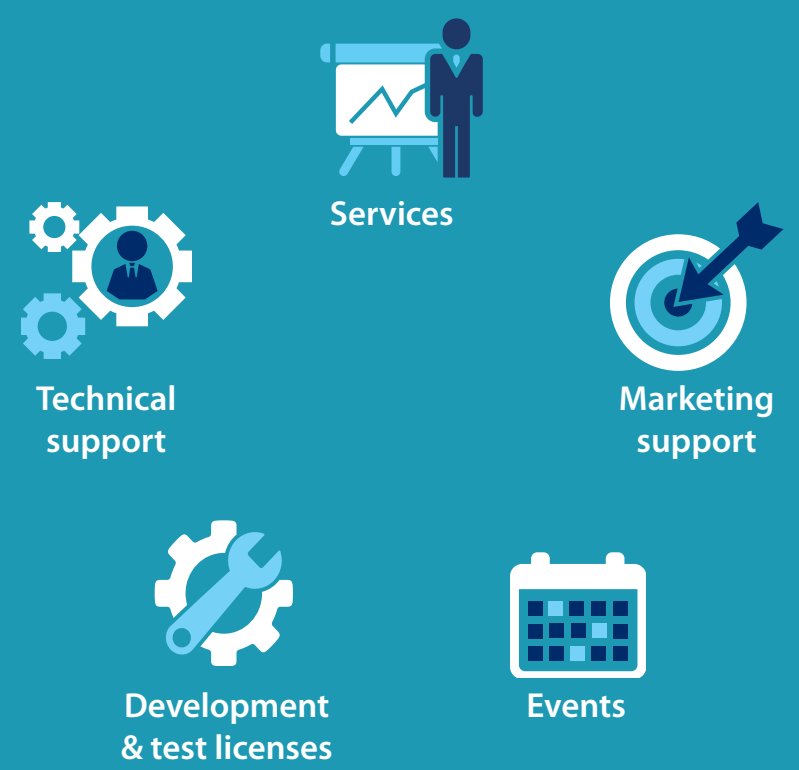 Services
Technical
support
Marketing
support
Development
& test licenses
Events